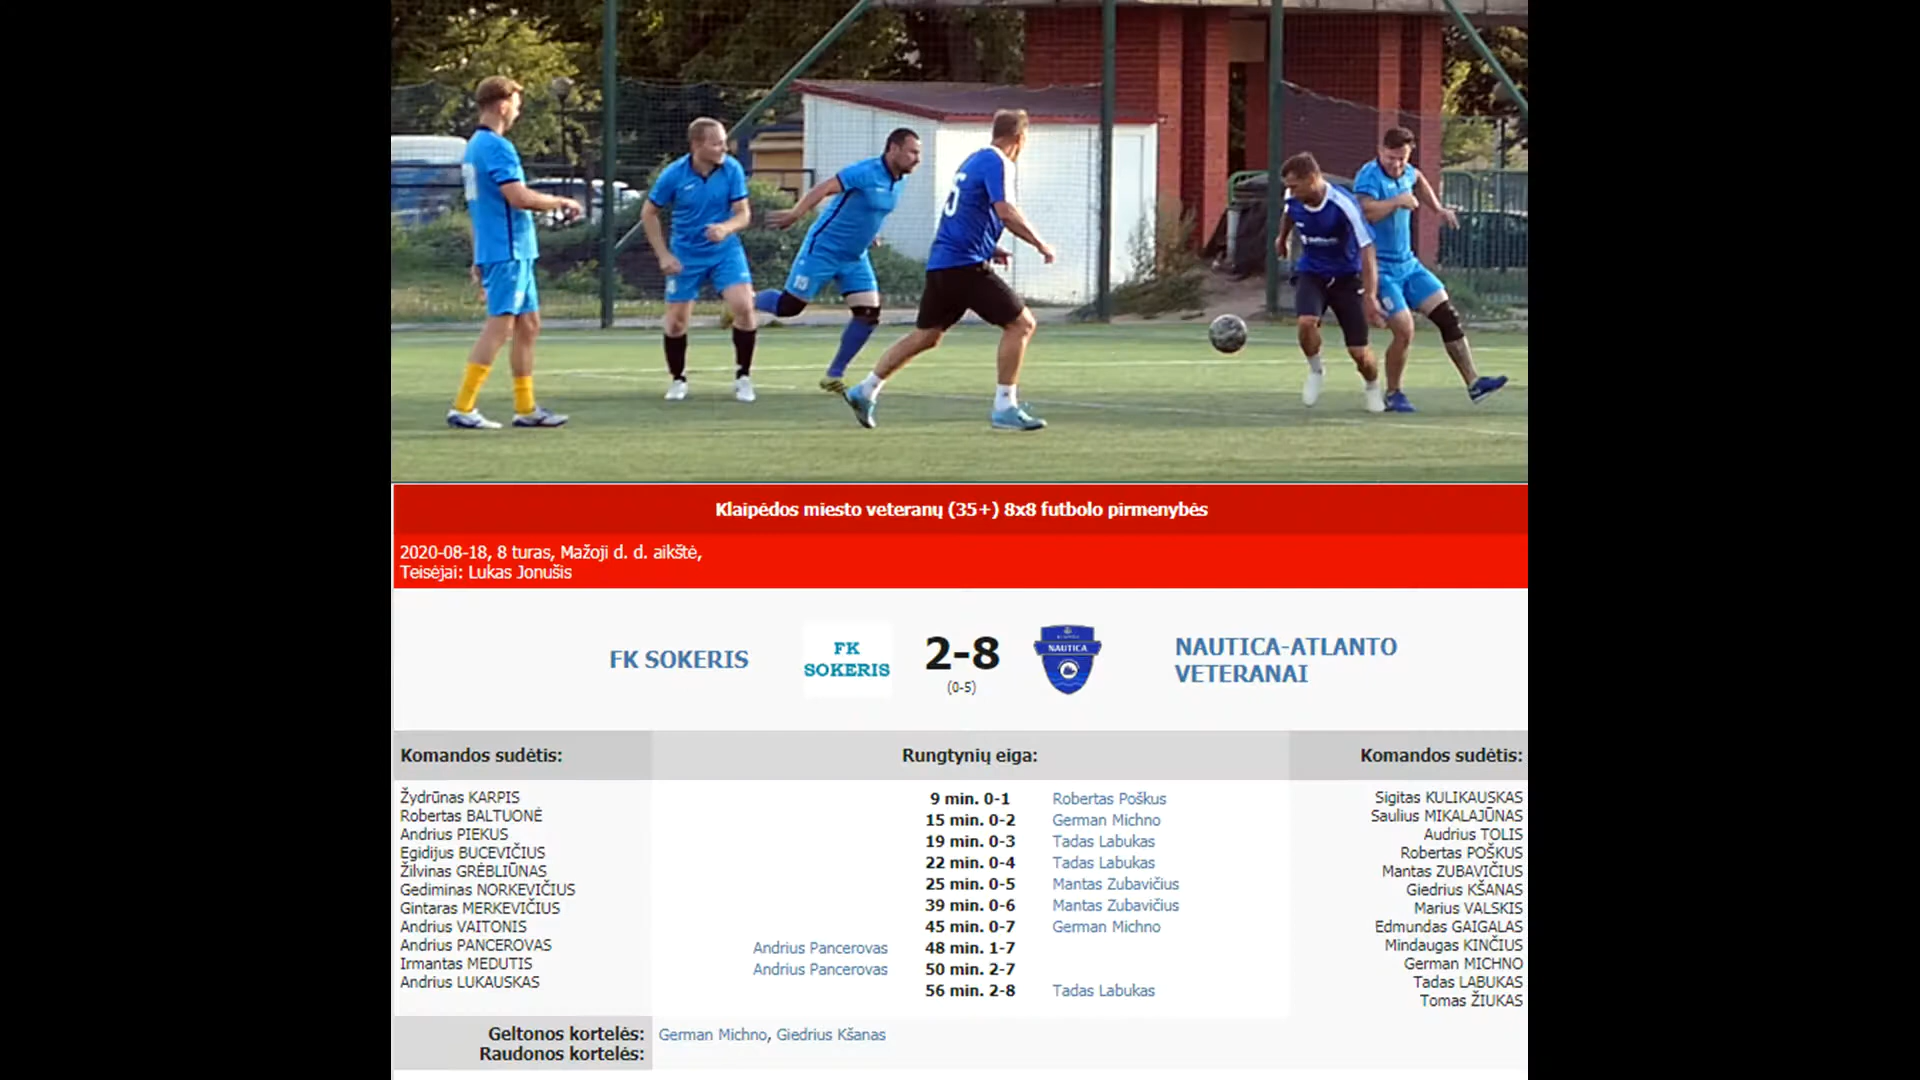 5
Klaipėdos miesto veteranų (35+) 8x8 futbolo pirmenybės
2020-08-18, 8 turas, Mažoji d. d. aikštė,
Teisėjai: Lukas Jonušis
FK SOKERIS
FK
SOKERIS
2-8
(0-5)
NAUTICA
NAUTICA-ATLANTO
VETERANAI
Komandos sudėtis:
Žydrūnas KARPIS
Robertas BALTUONĖ
Andrius PIEKUS
Egidijus BUCEVIČIUS
Žilvinas GRĖBLIŪNAS
Gediminas NORKEVIČIUS
Gintaras MERKEVIČIUS
Andrius VAITONIS
Andrius PANCEROVAS
Irmantas MEDUTIS
Andrius LUKAUSKAS
Rungtynių eiga:
9 min. 0-1 Robertas Poškus
15 min. 0-2 German Michno
19 min. 0-3 Tadas Labukas
22 min. 0-4 Tadas Labukas
25 min. 0-5 Mantas Zubavičius
39 min. 0-6 Mantas Zubavičius
45 min. 0-7 German Michno
Andrius Pancerovas 48 min. 1-7
Andrius Pancerovas 50 min. 2-7
56 min. 2-8 Tadas Labukas
Komandos sudėtis:
Sigitas KULIKAUSKAS
Saulius MIKALAJŪNAS
Audrius TOLIS
Robertas POŠKUS
Mantas ZUBAVIČIUS
Giedrius KŠANAS
Marius VALSKIS
Edmundas GAIGALAS
Mindaugas KINČIUS
German MICHNO
Tadas LABUKAS
Tomas ŽIUKAS
Geltonos kortelės: German Michno, Giedrius Kšanas
Raudonos kortelės: